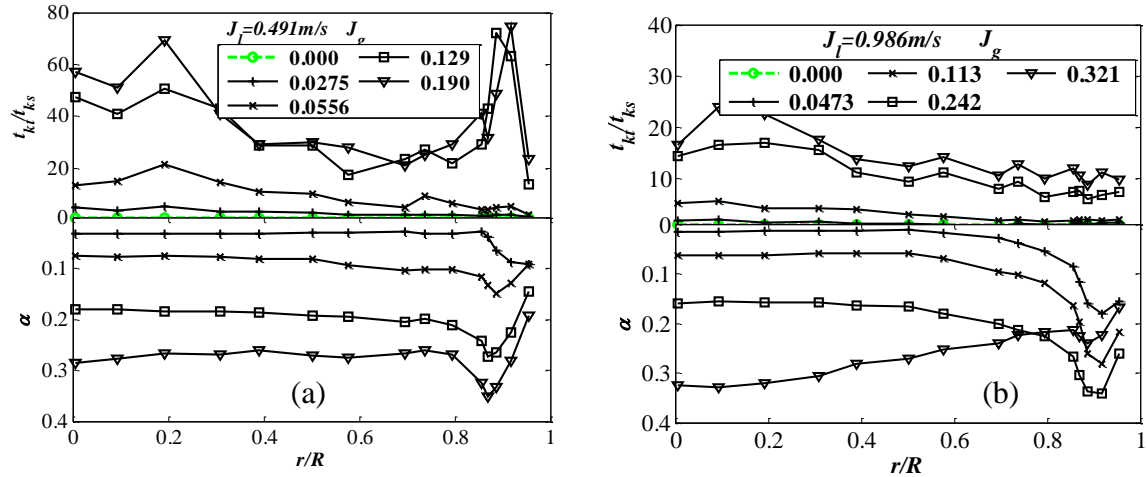 J_l=0.491m/s J_g
0.000 0.129
0.0275 0.190
0.0556
80
60
40
20
0
t_kt/t_ks
0.1
0.2
0.3
0.4
α
(a)
0 0.2 0.4 0.6 0.8 1
r/R
J_l=0.986m/s J_g
0.000 0.113 0.321
0.0473 0.242
40
30
20
10
0
t_kt/t_ks
0.1
0.2
0.3
0.4
α
(b)
0 0.2 0.4 0.6 0.8 1
r/R